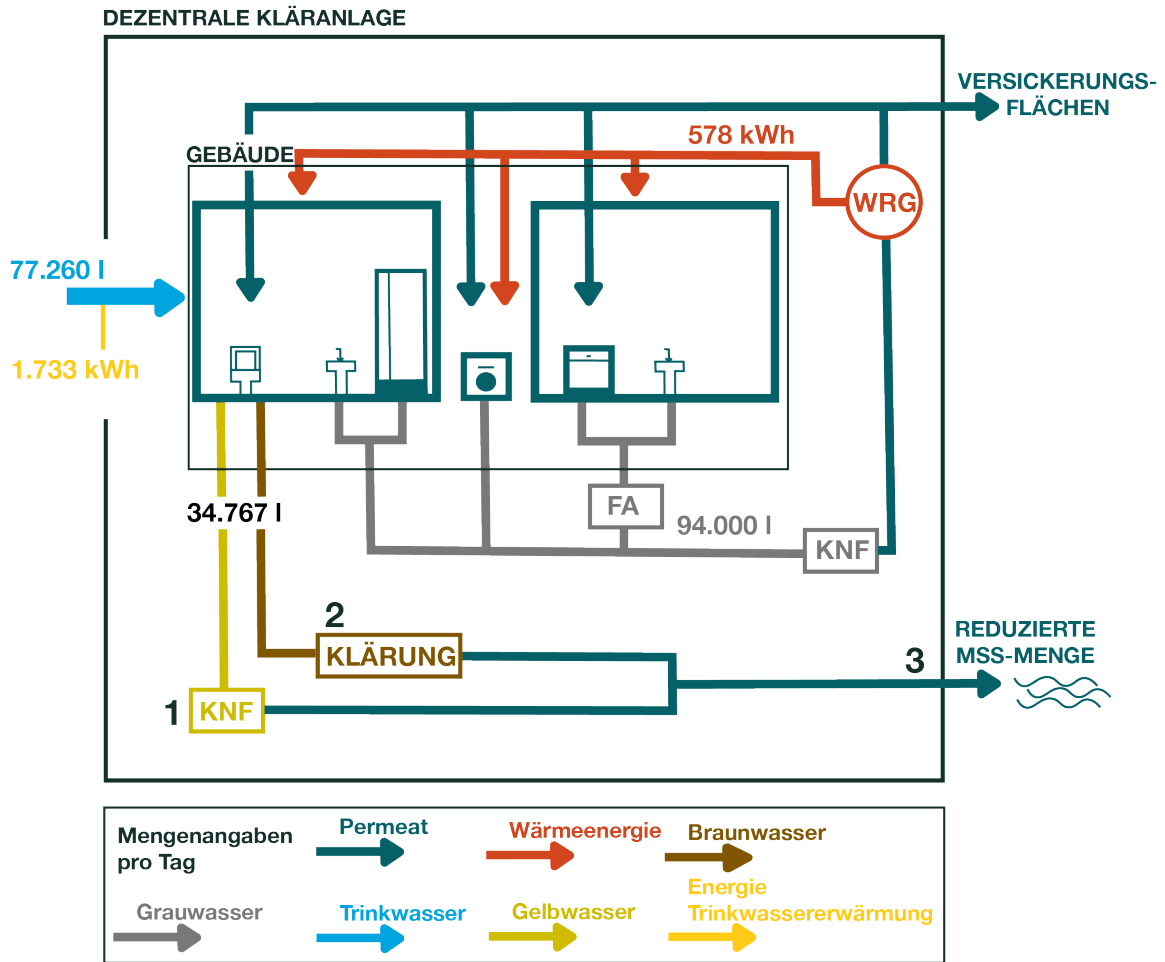 DEZENTRALE KLÄRANLAGE
VERSICKERUNGS-
FLÄCHEN
578 kWh
GEBÄUDE
WRG
77.260 l
1.733 kWh
34.767 l
FA
94.000 l
KNF
2
KLÄRUNG
REDUZIERTE
MSS-MENGE
3
1
KNF
Mengenangaben
pro Tag
Permeat
Wärmeenergie
Braunwasser
Grauwasser
Trinkwasser
Gelbwasser
Energie
Trinkwassererwärmung